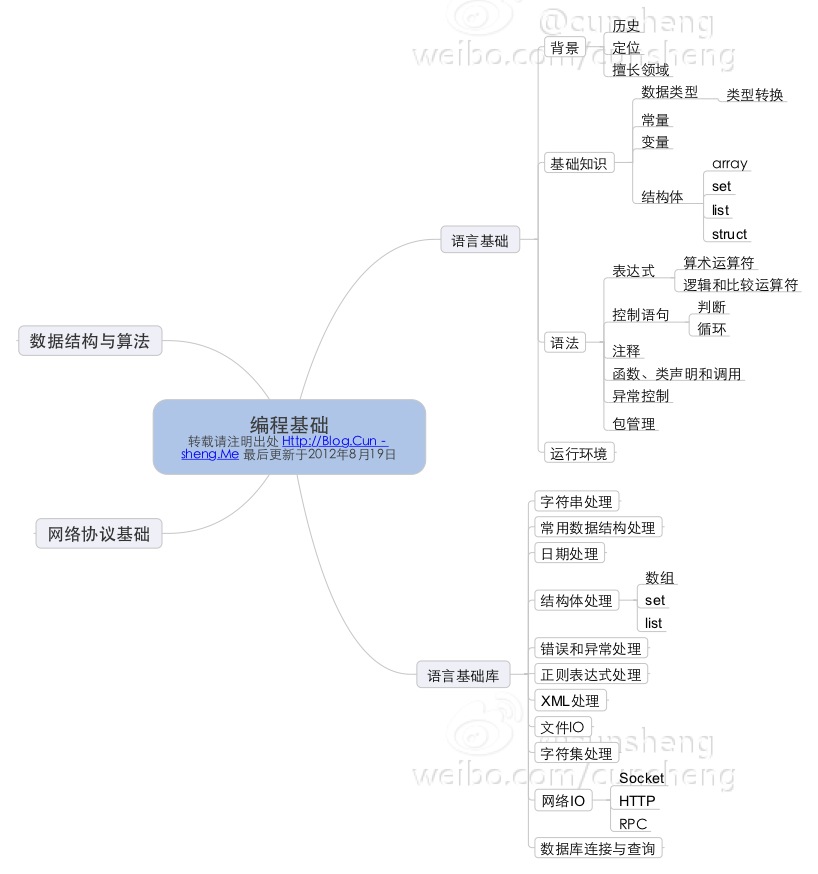 @cunsheng
weibo.com/cunsheng
历史
背景
定位
擅长领域
数据类型
类型转换
常量
变量
基础知识
array
set
结构体
list
struct
语言基础
表达式
算术运算符
逻辑和比较运算符
控制语句
判断
循环
语法
注释
函数、类声明和调用
异常控制
包管理
运行环境
数据结构与算法
编程基础
转载请注明出处 Http://Blog.Cun-
sheng.Me 最后更新于2012年8月19日
网络协议基础
字符串处理
常用数据结构处理
日期处理
结构体处理
数组
set
list
错误和异常处理
语言基础库
正则表达式处理
XML处理
文件IO
字符集处理
@cunsheng
weibo.com/cunsheng
网络IO
Socket
HTTP
RPC
数据库连接与查询